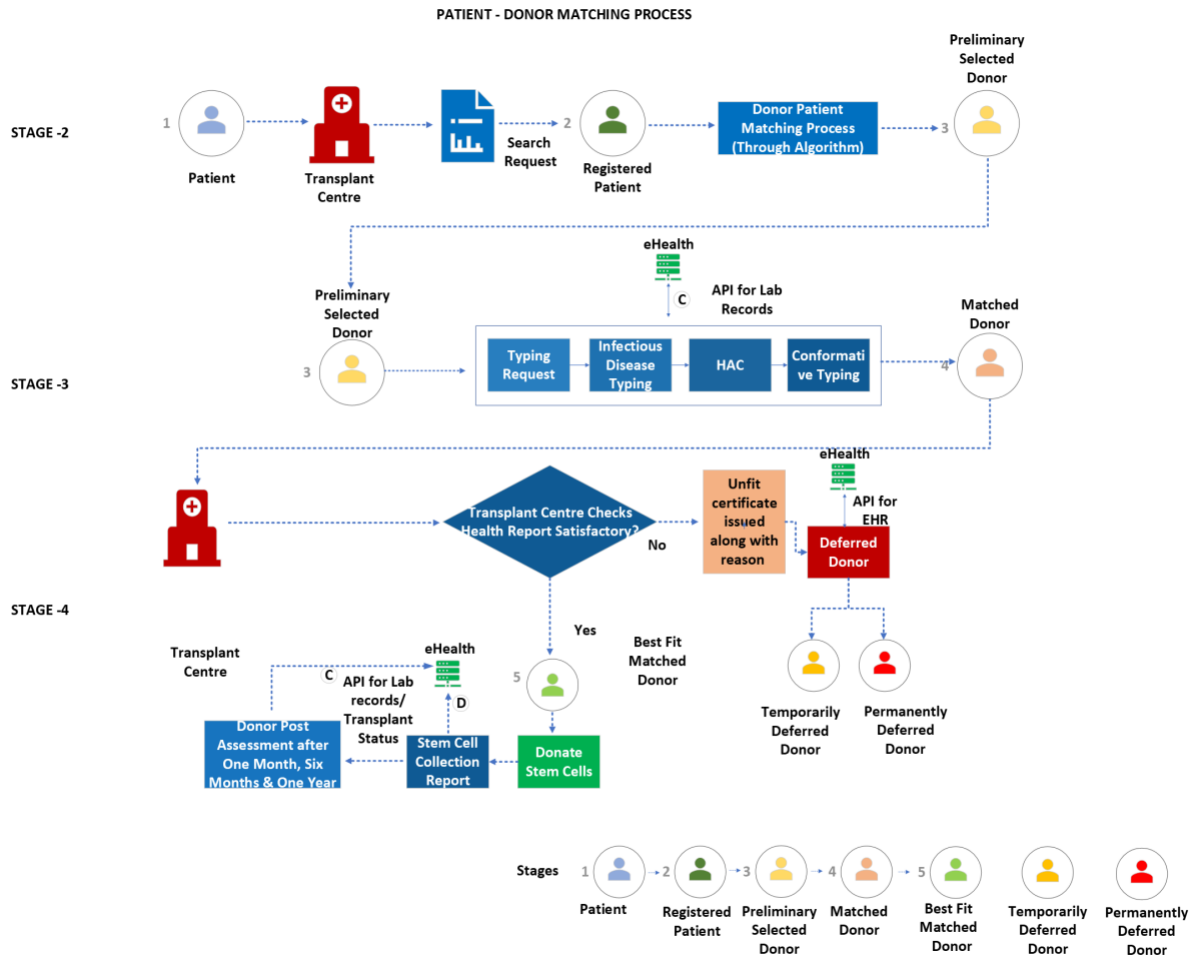 PATIENT - DONOR MATCHING PROCESS
Preliminary
Selected
Donor
STAGE -2
1
2
Donor Patient
Matching Process
(Through Algorithm)
3
Search
Request
Patient
Transplant
Centre
Registered
Patient
eHealth
C
API for Lab
Records
Preliminary
Selected
Donor
Matched
Donor
STAGE -3
3
Typing
Request
Infectious
Disease
Typing
HAC
Conformati
ve Typing
4
eHealth
API for
EHR
Transplant Centre Checks
Health Report Satisfactory?
No
Unfit
certificate
issued
along with
reason
Deferred
Donor
STAGE -4
Yes
Transplant
Centre
Best Fit
Matched
Donor
5
eHealth
C
API for Lab
records/
Transplant
Status
D
Temporarily
Deferred
Donor
Permanently
Deferred
Donor
Donor Post
Assessment after
One Month, Six
Months & One Year
Stem Cell
Collection
Report
Donate
Stem Cells
Stages
1
2
3
4
5
Patient
Registered
Patient
Preliminary
Selected
Donor
Matched
Donor
Best Fit
Matched
Donor
Temporarily
Deferred
Donor
Permanently
Deferred
Donor